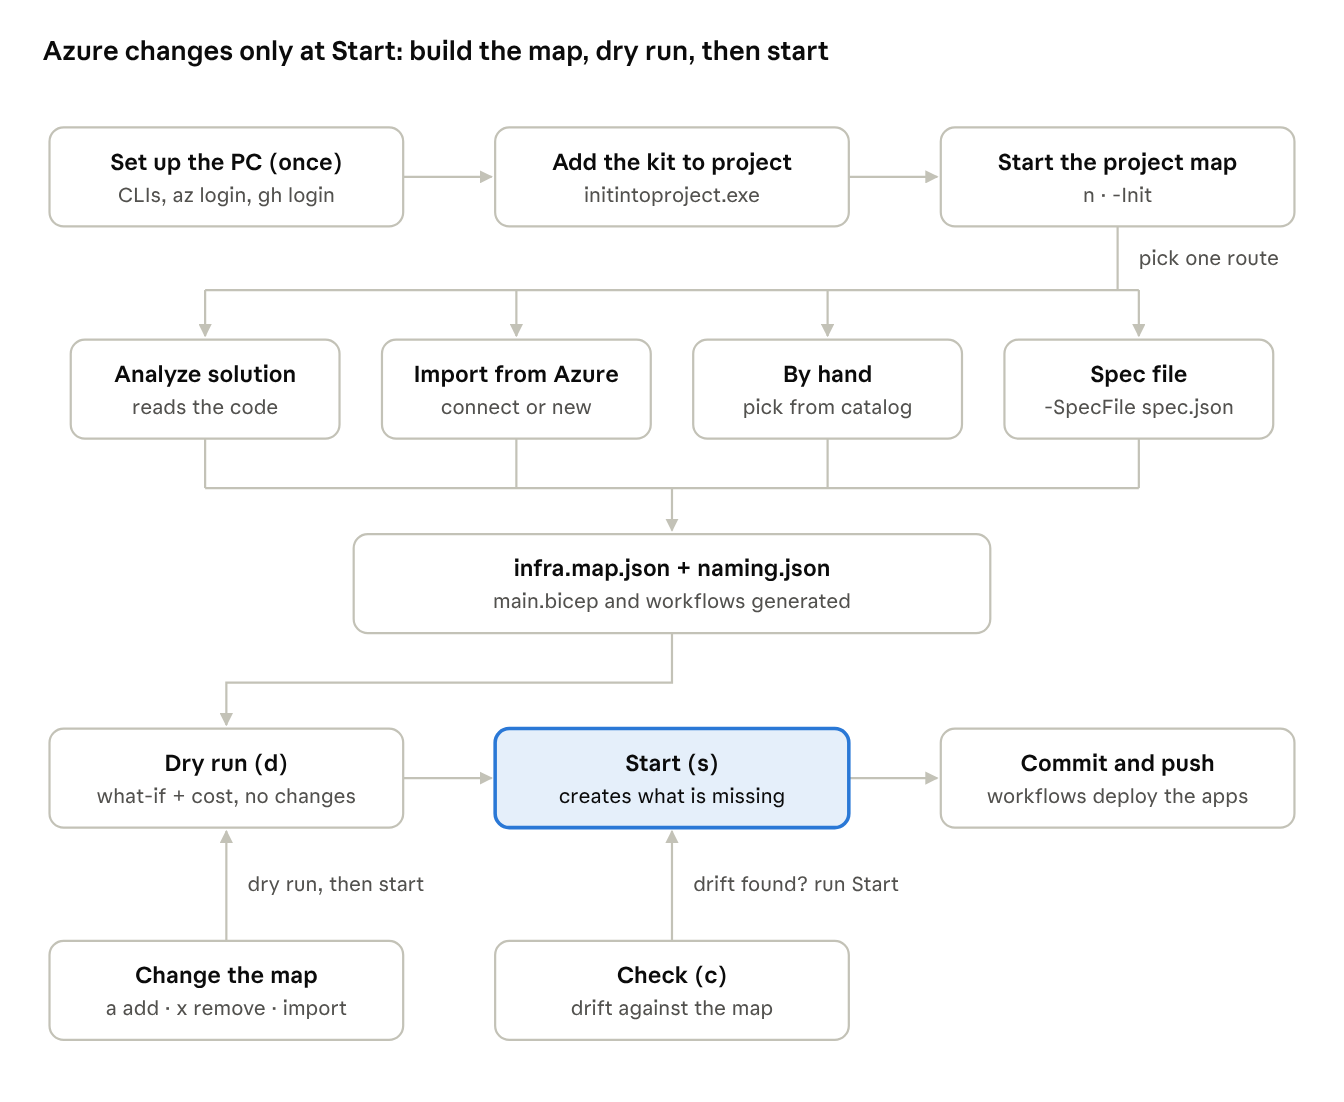 Azure changes only at Start: build the map, dry run, then start
Set up the PC (once)
CLIs, az login, gh login
Add the kit to project
initintoproject.exe
Start the project map
n · -Init
pick one route
Analyze solution
reads the code
Import from Azure
connect or new
By hand
pick from catalog
Spec file
-SpecFile spec.json
infra.map.json + naming.json
main.bicep and workflows generated
Dry run (d)
what-if + cost, no changes
Start (s)
creates what is missing
Commit and push
workflows deploy the apps
dry run, then start
drift found? run Start
Change the map
a add · x remove · import
Check (c)
drift against the map